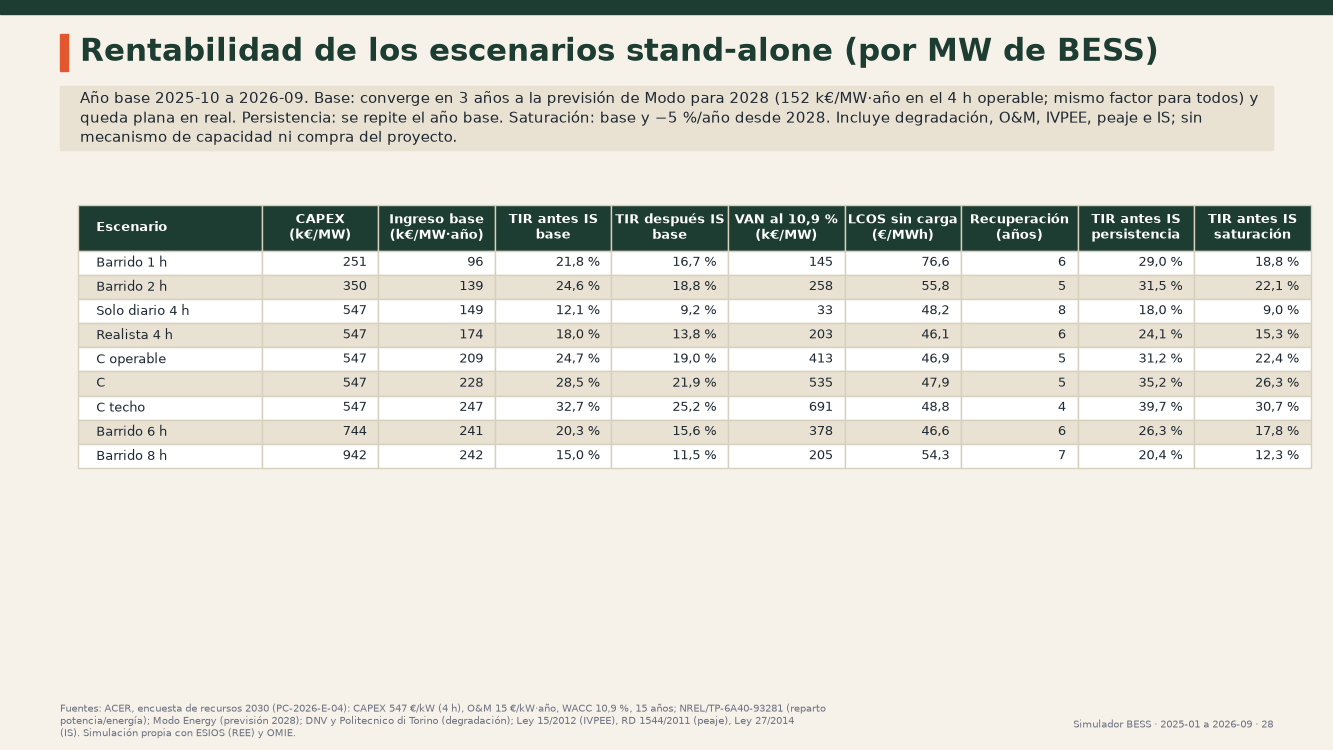 Rentabilidad de los escenarios stand-alone (por MW de BESS)
Año base 2025-10 a 2026-09. Base: converge en 3 años a la previsión de Modo para 2028 (152 k€/MW·año en el 4 h operable; mismo factor para todos) y
queda plana en real. Persistencia: se repite el año base. Saturación: base y −5 %/año desde 2028. Incluye degradación, O&M, IVPEE, peaje e IS; sin
mecanismo de capacidad ni compra del proyecto.
Escenario CAPEX (k€/MW) Ingreso base (k€/MW·año) TIR antes IS base TIR después IS base VAN al 10,9 % (k€/MW) LCOS sin carga (€/MWh) Recuperación (años) TIR antes IS persistencia TIR antes IS saturación
Barrido 1 h 251 96 21,8 % 16,7 % 145 76,6 6 29,0 % 18,8 %
Barrido 2 h 350 139 24,6 % 18,8 % 258 55,8 5 31,5 % 22,1 %
Solo diario 4 h 547 149 12,1 % 9,2 % 33 48,2 8 18,0 % 9,0 %
Realista 4 h 547 174 18,0 % 13,8 % 203 46,1 6 24,1 % 15,3 %
C operable 547 209 24,7 % 19,0 % 413 46,9 5 31,2 % 22,4 %
C 547 228 28,5 % 21,9 % 535 47,9 5 35,2 % 26,3 %
C techo 547 247 32,7 % 25,2 % 691 48,8 4 39,7 % 30,7 %
Barrido 6 h 744 241 20,3 % 15,6 % 378 46,6 6 26,3 % 17,8 %
Barrido 8 h 942 242 15,0 % 11,5 % 205 54,3 7 20,4 % 12,3 %
Fuentes: ACER, encuesta de recursos 2030 (PC-2026-E-04): CAPEX 547 €/kW (4 h), O&M 15 €/kW·año, WACC 10,9 %, 15 años; NREL/TP-6A40-93281 (reparto
potencia/energía); Modo Energy (previsión 2028); DNV y Politecnico di Torino (degradación); Ley 15/2012 (IVPEE), RD 1544/2011 (peaje), Ley 27/2014
(IS). Simulación propia con ESIOS (REE) y OMIE.
Simulador BESS · 2025-01 a 2026-09 · 28